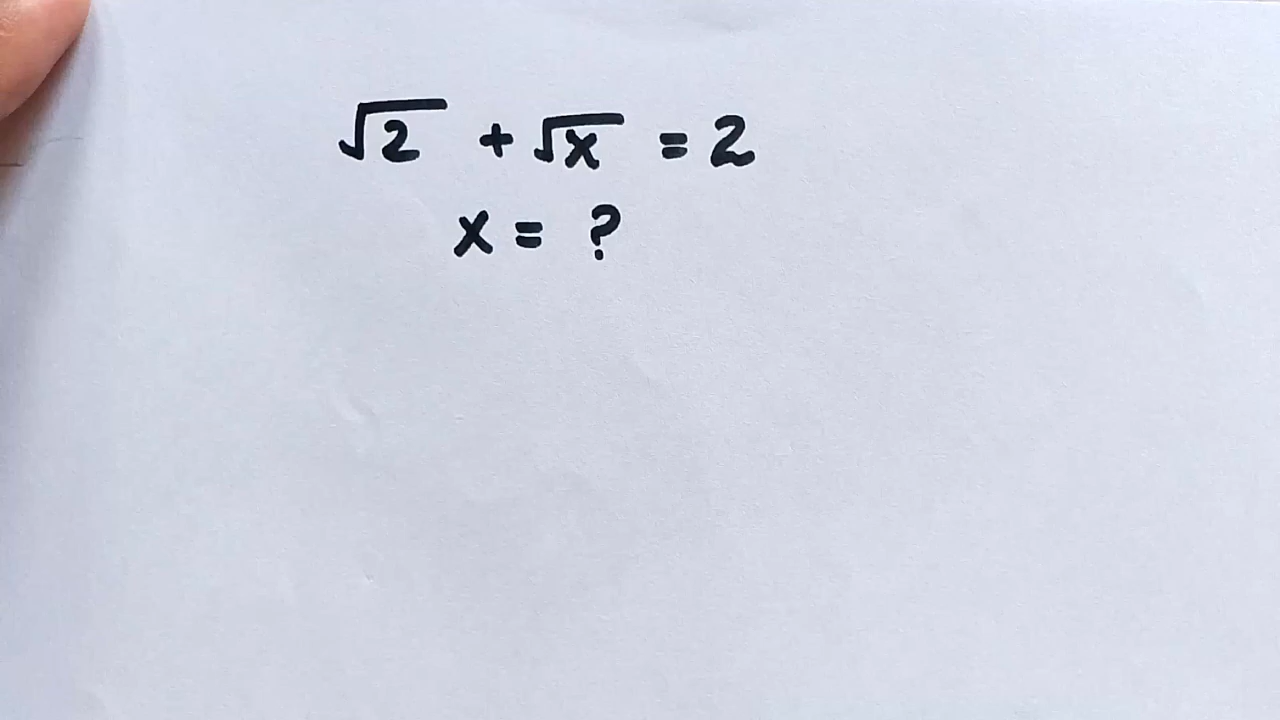 √2 + √x = 2
x = ?